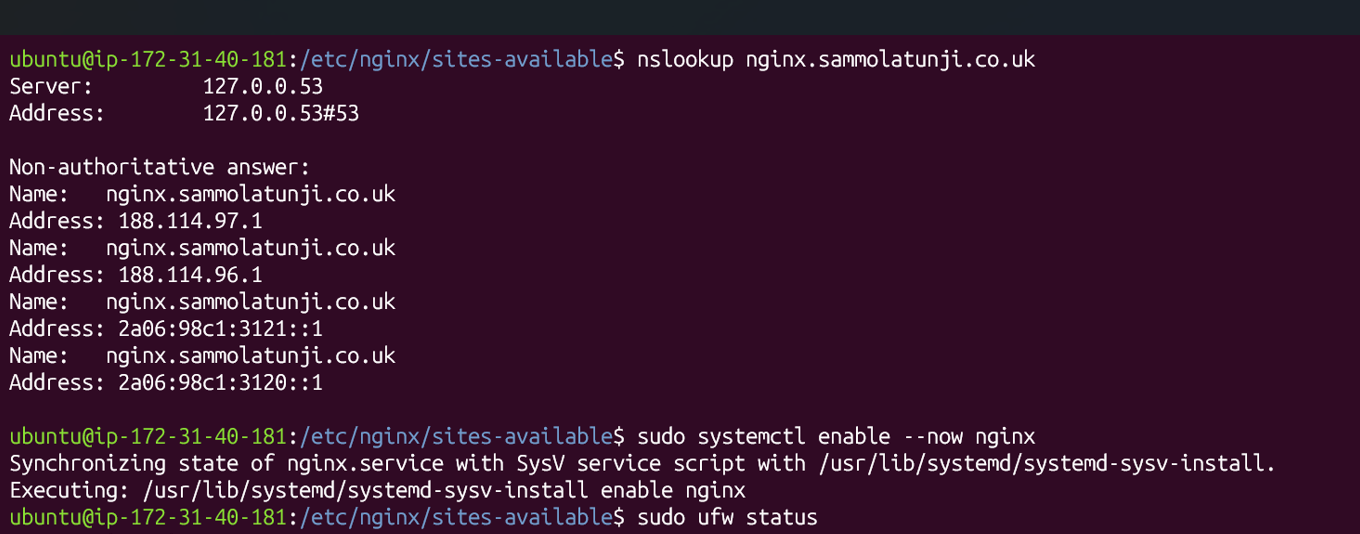 ubuntu@ip-172-31-40-181:/etc/nginx/sites-available$ nslookup nginx.sammolatunji.co.uk
Server:         127.0.0.53
Address:        127.0.0.53#53
Non-authoritative answer:
Name:   nginx.sammolatunji.co.uk
Address: 188.114.97.1
Name:   nginx.sammolatunji.co.uk
Address: 188.114.96.1
Name:   nginx.sammolatunji.co.uk
Address: 2a06:98c1:3121::1
Name:   nginx.sammolatunji.co.uk
Address: 2a06:98c1:3120::1
ubuntu@ip-172-31-40-181:/etc/nginx/sites-available$ sudo systemctl enable --now nginx
Synchronizing state of nginx.service with SysV service script with /usr/lib/systemd/systemd-sysv-install.
Executing: /usr/lib/systemd/systemd-sysv-install enable nginx
ubuntu@ip-172-31-40-181:/etc/nginx/sites-available$ sudo ufw status